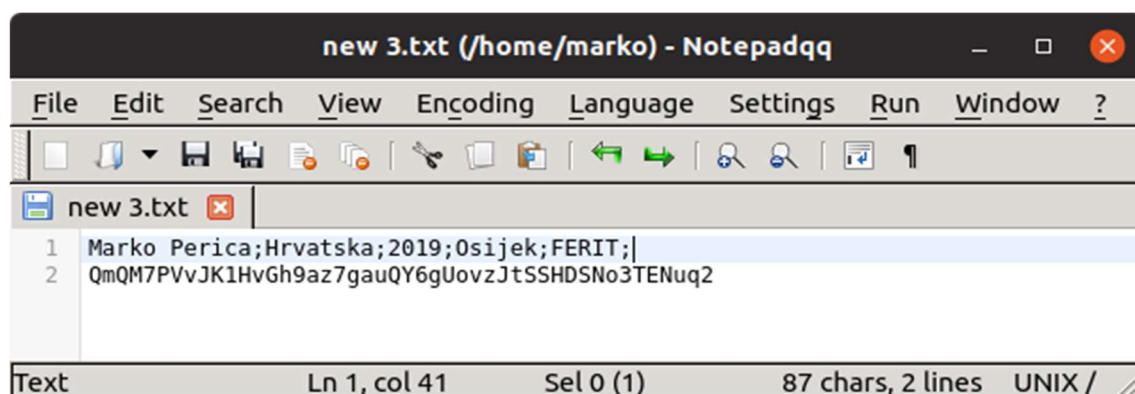 new 3.txt (/home/marko) - Notepadqq
File Edit Search View Encoding Language Settings Run Window ?
new 3.txt
1 Marko Perica;Hrvatska;2019;Osijek;FERIT;
2 QmQM7PVvJK1HvGh9az7gauQY6gUovzJtSSHDSNo3TENuq2
Text Ln 1, col 41 Sel 0 (1) 87 chars, 2 lines UNIX /